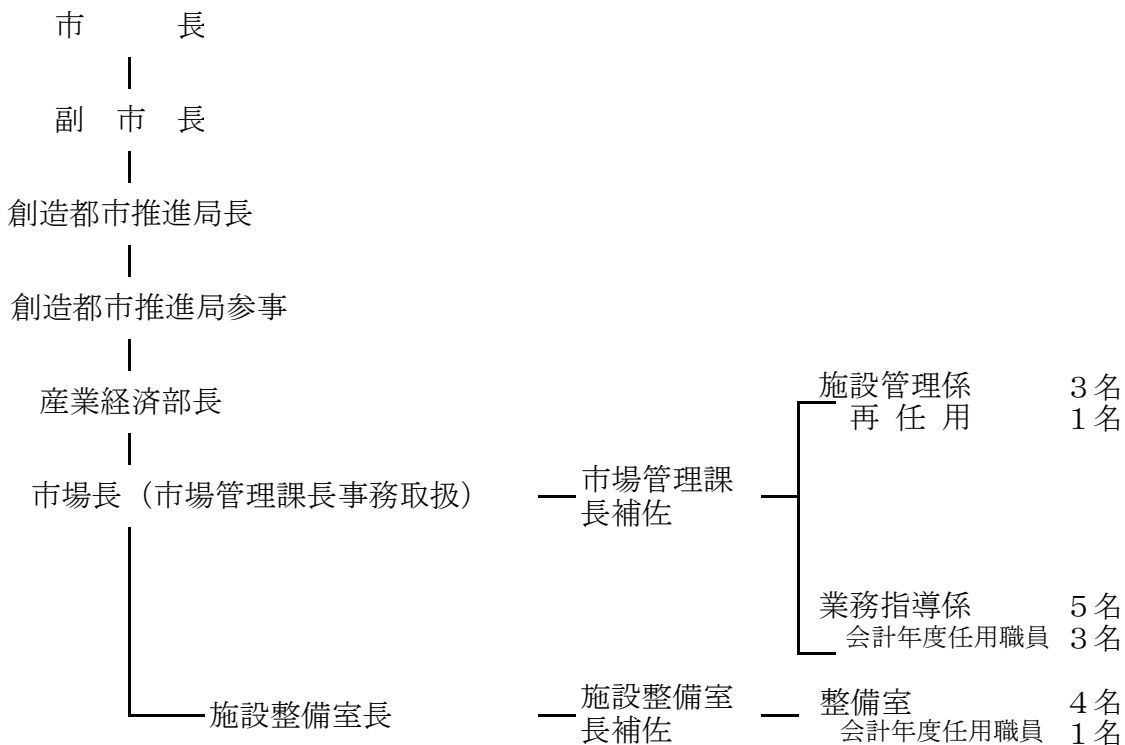 市　　　長
副　市　長
創造都市推進局長
創造都市推進局参事
産業経済部長
市場長（市場管理課長事務取扱）
市場管理課
長補佐
施設管理係　　　３名
再 任 用　　　１名
業務指導係　　　５名
会計年度任用職員　３名
施設整備室長
施設整備室
長補佐
整備室　　　４名
会計年度任用職員　１名